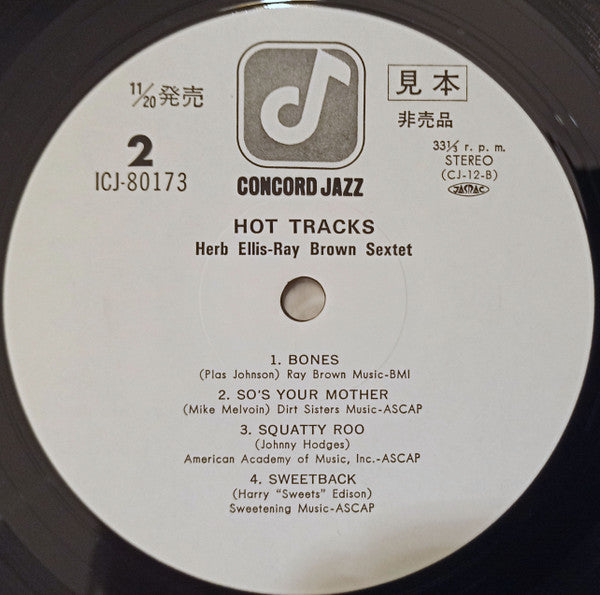 11/20発売
見本
非売品
2
ICJ-80173
33⅓ r. p. m.
STEREO
(CJ-12-B)
JASRAC
CONCORD JAZZ
HOT TRACKS
Herb Ellis-Ray Brown Sextet
1. BONES
(Plas Johnson) Ray Brown Music-BMI
2. SO'S YOUR MOTHER
(Mike Melvoin) Dirt Sisters Music-ASCAP
3. SQUATTY ROO
(Johnny Hodges)
American Academy of Music, Inc.-ASCAP
4. SWEETBACK
(Harry "Sweets" Edison)
Sweetening Music-ASCAP